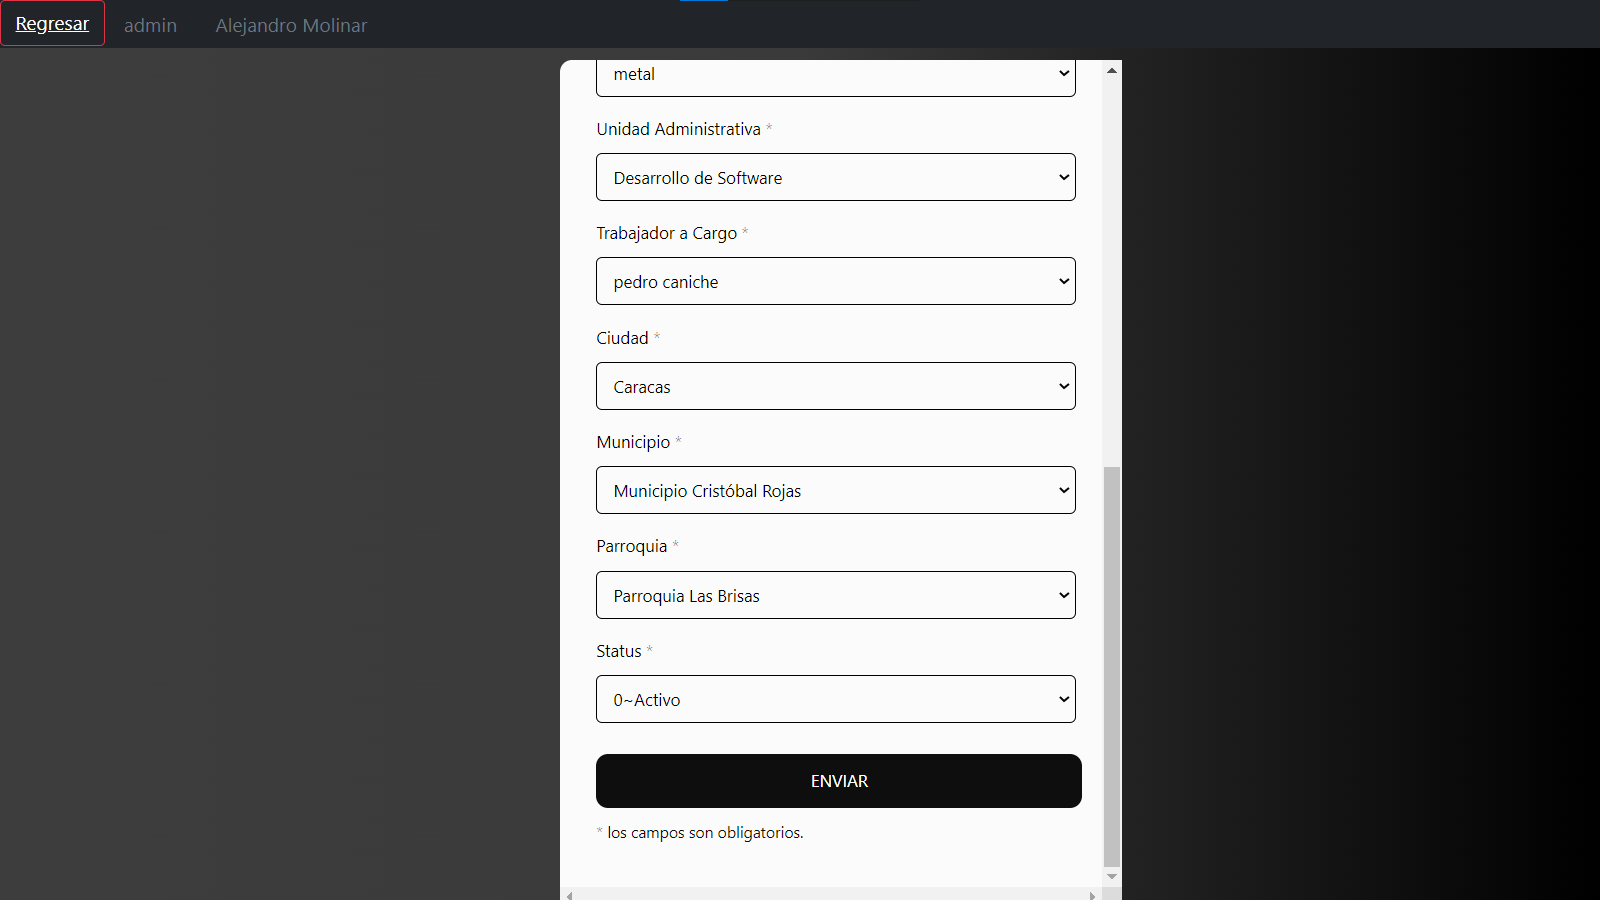 Regresar admin Alejandro Molinar
metal
Unidad Administrativa *
Desarrollo de Software
Trabajador a Cargo *
pedro caniche
Ciudad *
Caracas
Municipio *
Municipio Cristóbal Rojas
Parroquia *
Parroquia Las Brisas
Status *
0~Activo
ENVIAR
* los campos son obligatorios.